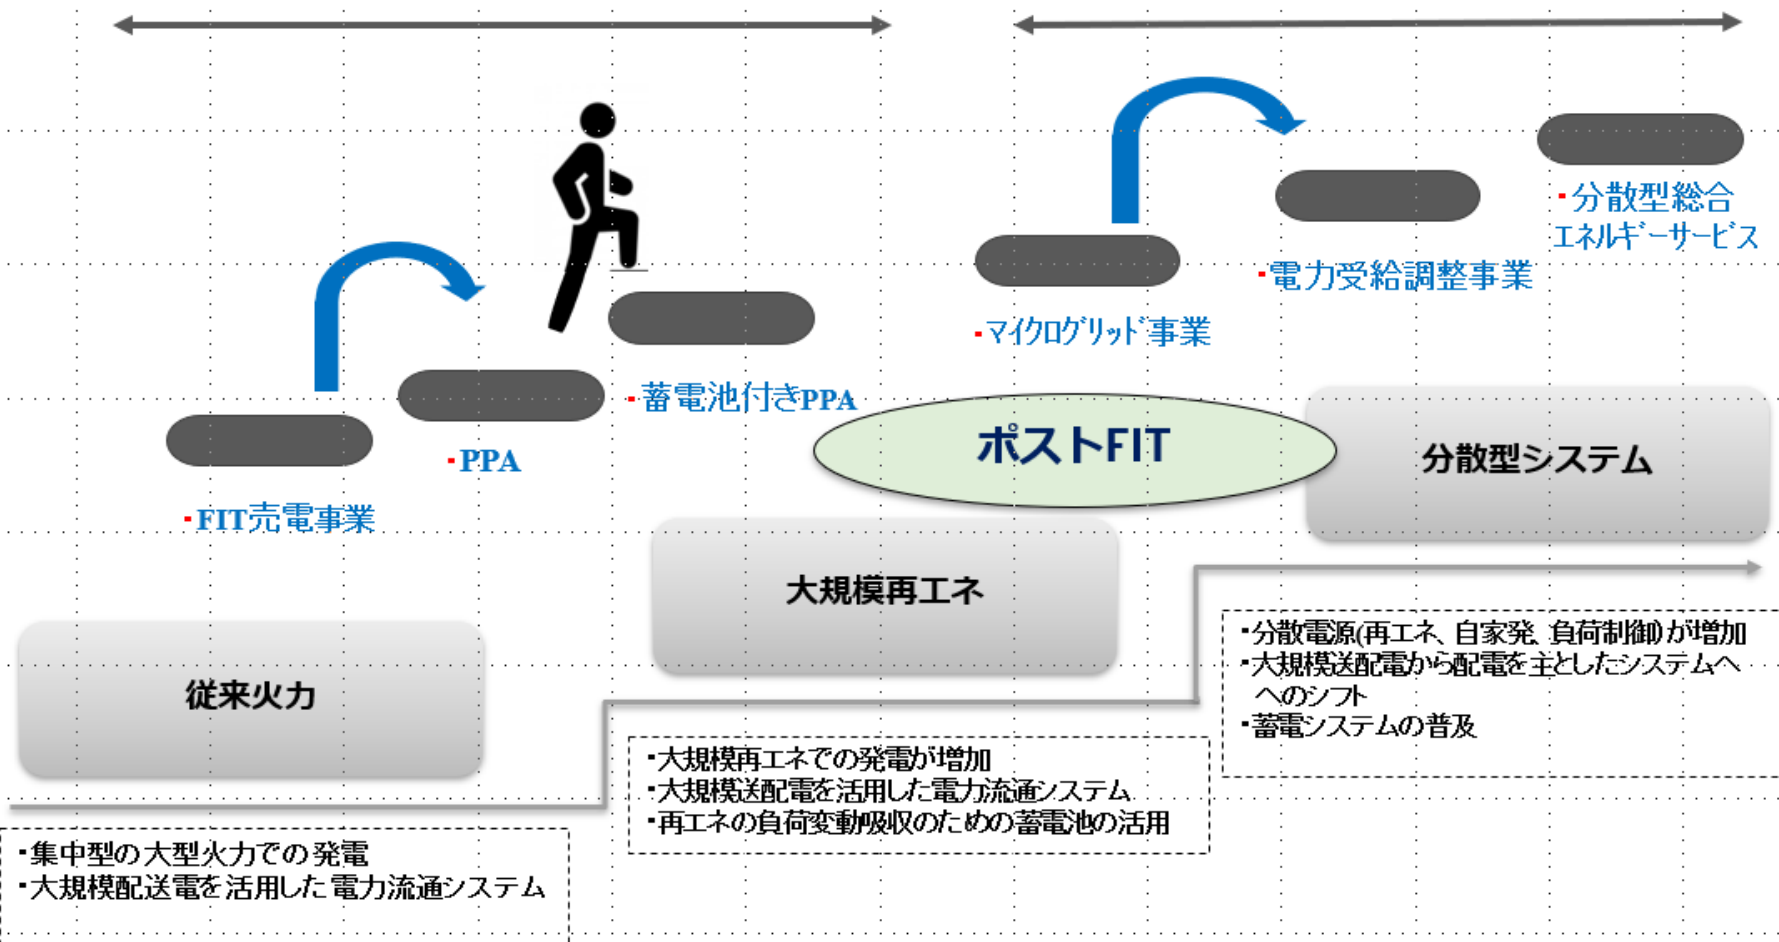 ・分散型総合
エネルギーサービス
・電力受給調整事業
・マイクログリッド事業
・蓄電池付きPPA
・PPA
・FIT売電事業
ポストFIT
分散型システム
大規模再エネ
従来火力
・分散電源(再エネ、自家発、負荷制御)が増加
・大規模送配電から配電を主としたシステムへ
へのシフト
・蓄電システムの普及
・大規模再エネでの発電が増加
・大規模送配電を活用した電力流通システム
・再エネの負荷変動吸収のための蓄電池の活用
・集中型の大型火力での発電
・大規模配送電を活用した電力流通システム